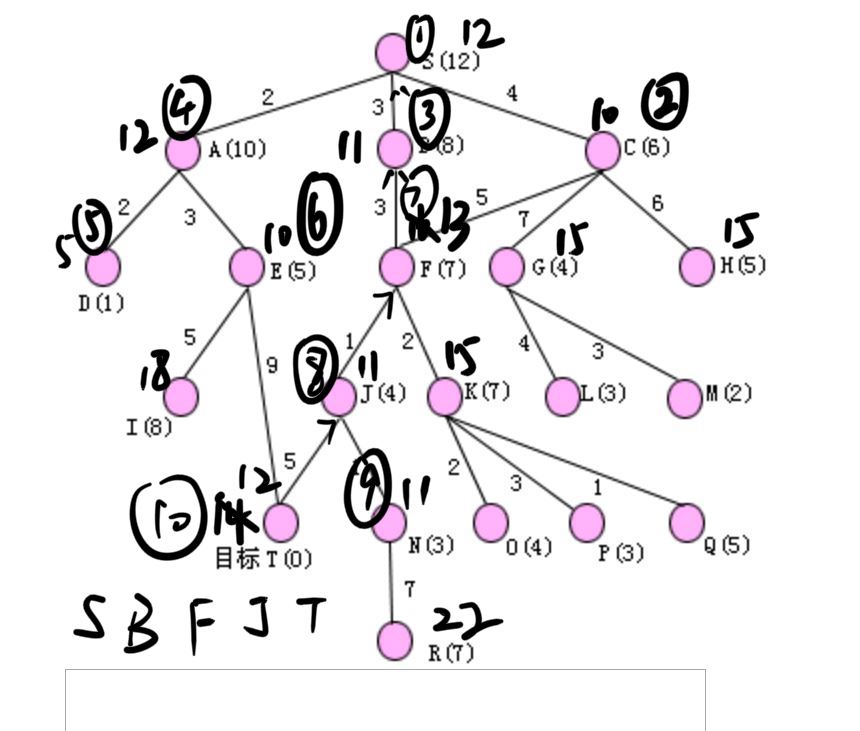 ① 12
S(12)
2 3 4
④ ③ 10 ②
12 A(10) 11 (8) C(6)
⑤ 2 3 ⑥ 3 ⑦ 5 7 6
5 10 13 15 15
D(1) E(5) F(7) G(4) H(5)
5 9 1 2 4 3
18 ⑧ 11 15
I(8) J(4) K(7) L(3) M(2)
5 2 3 1
⑩ 12 ⑨ 11
目标T(0) N(3) O(4) P(3) Q(5)
7
S B F J T
22
R(7)